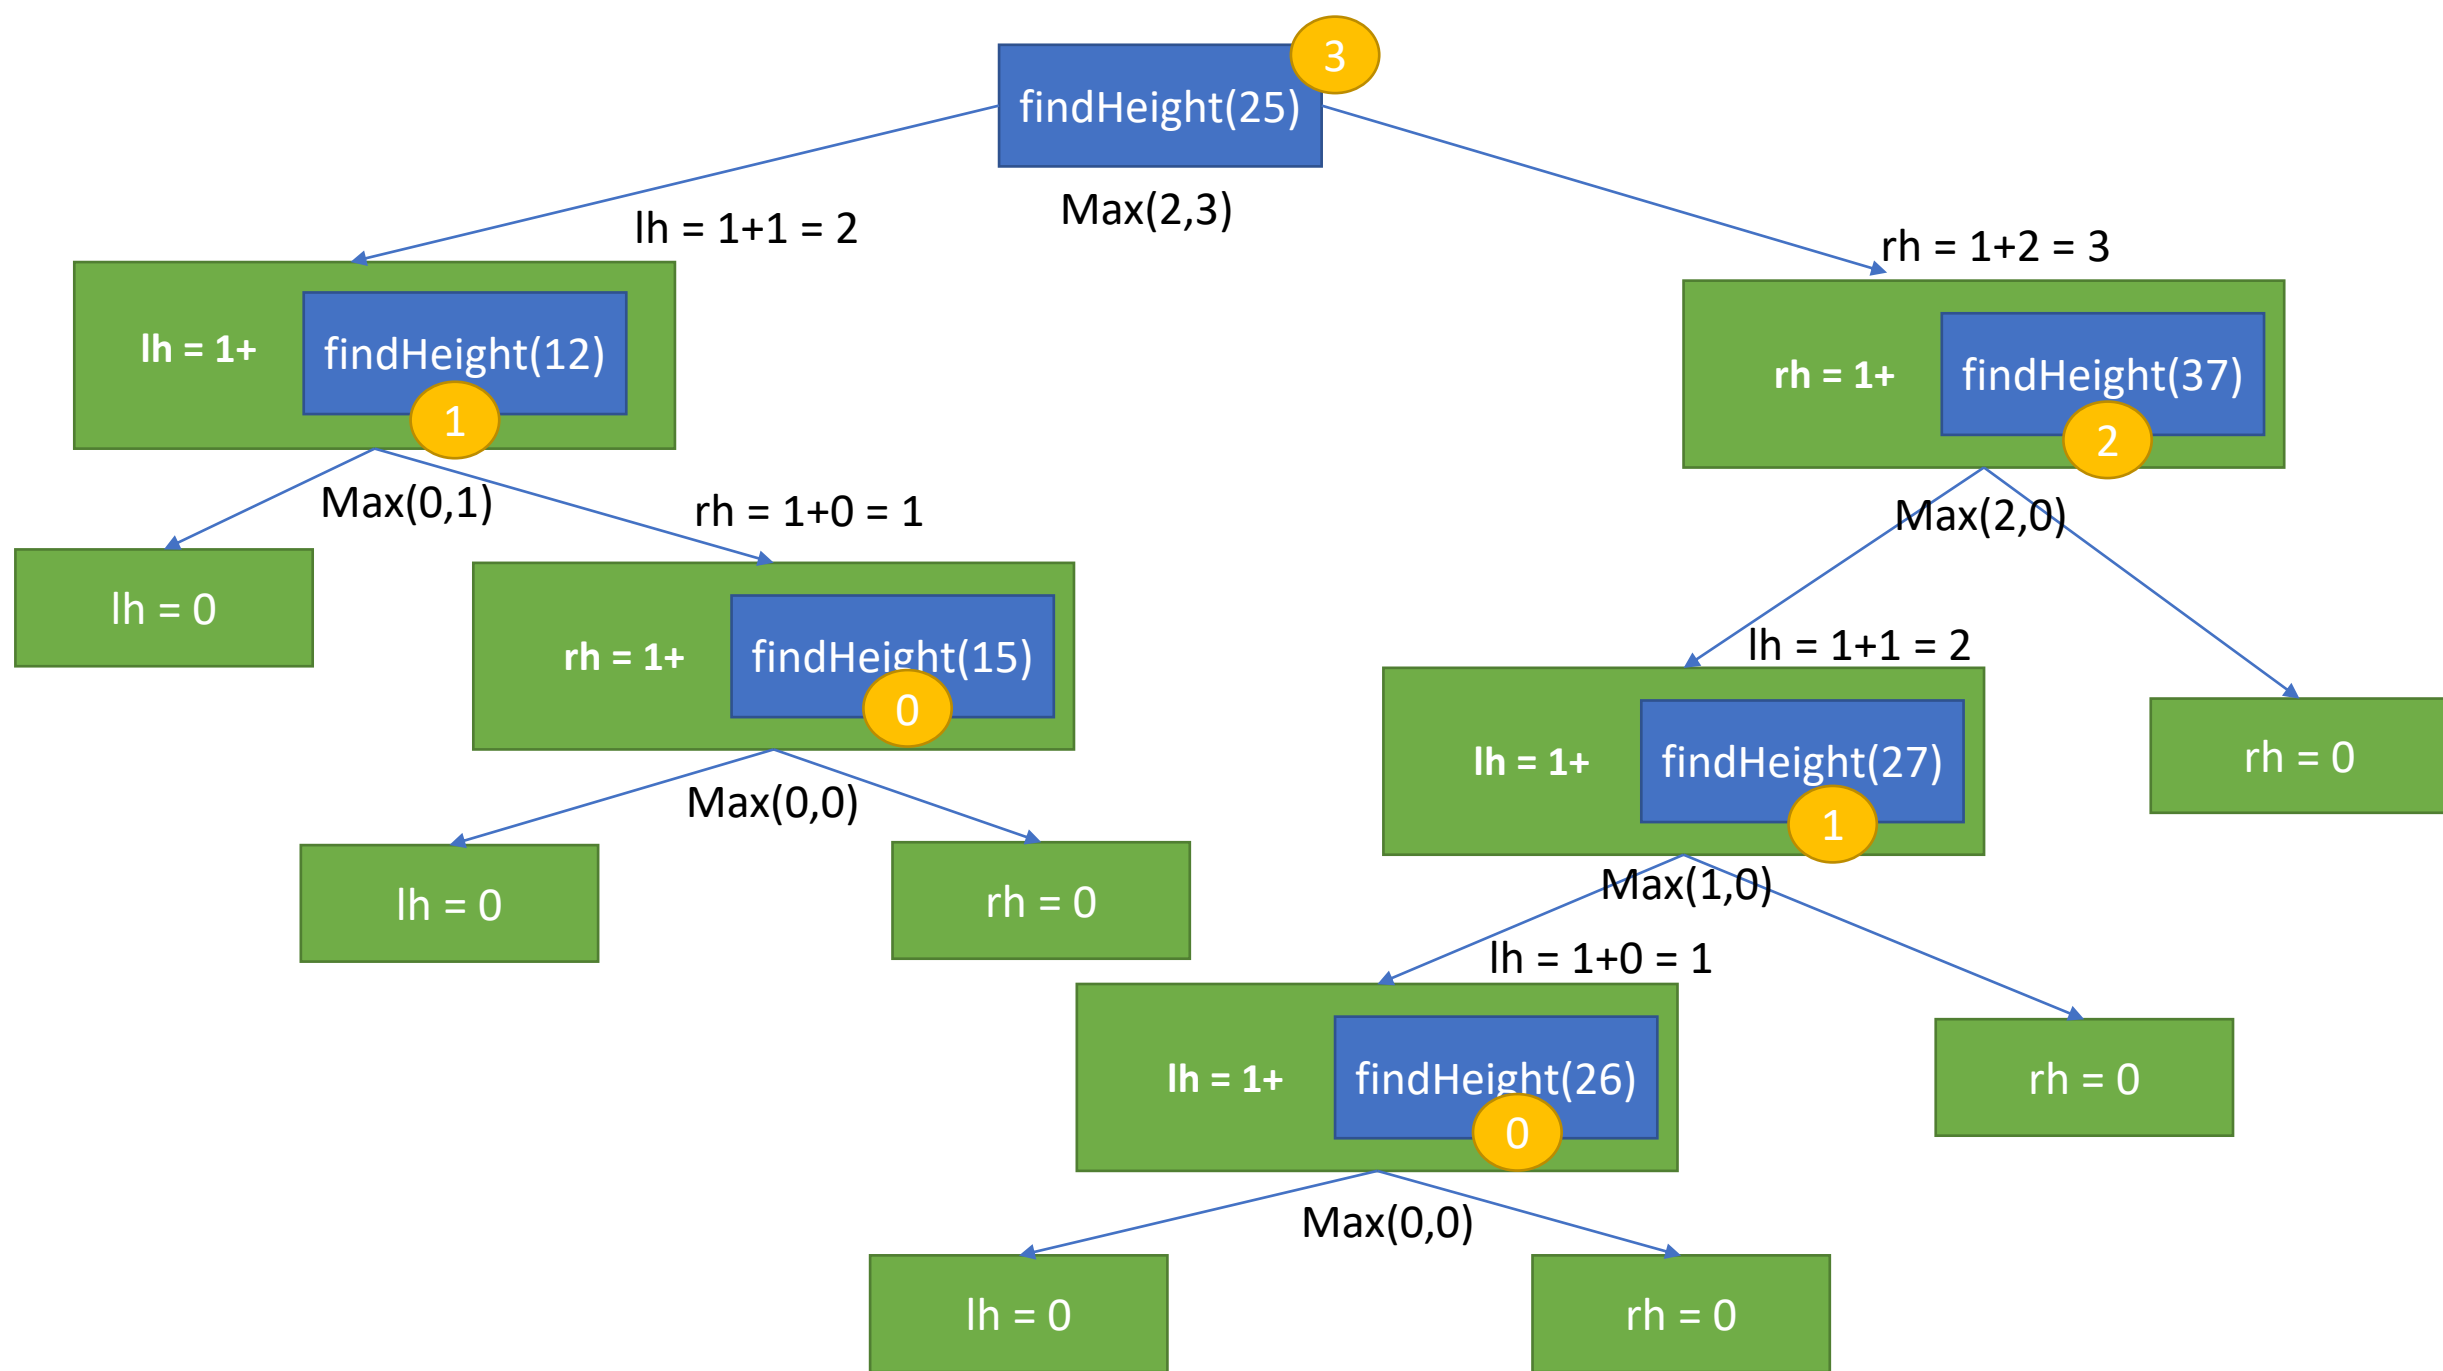 3
findHeight(25)
Max(2,3)
lh = 1+1 = 2
rh = 1+2 = 3
lh = 1+
findHeight(12)
1
rh = 1+
findHeight(37)
2
Max(0,1)
rh = 1+0 = 1
Max(2,0)
lh = 0
rh = 1+
findHeight(15)
0
lh = 1+1 = 2
lh = 1+
findHeight(27)
1
rh = 0
Max(0,0)
Max(1,0)
lh = 0
rh = 0
lh = 1+0 = 1
lh = 1+
findHeight(26)
0
rh = 0
Max(0,0)
lh = 0
rh = 0